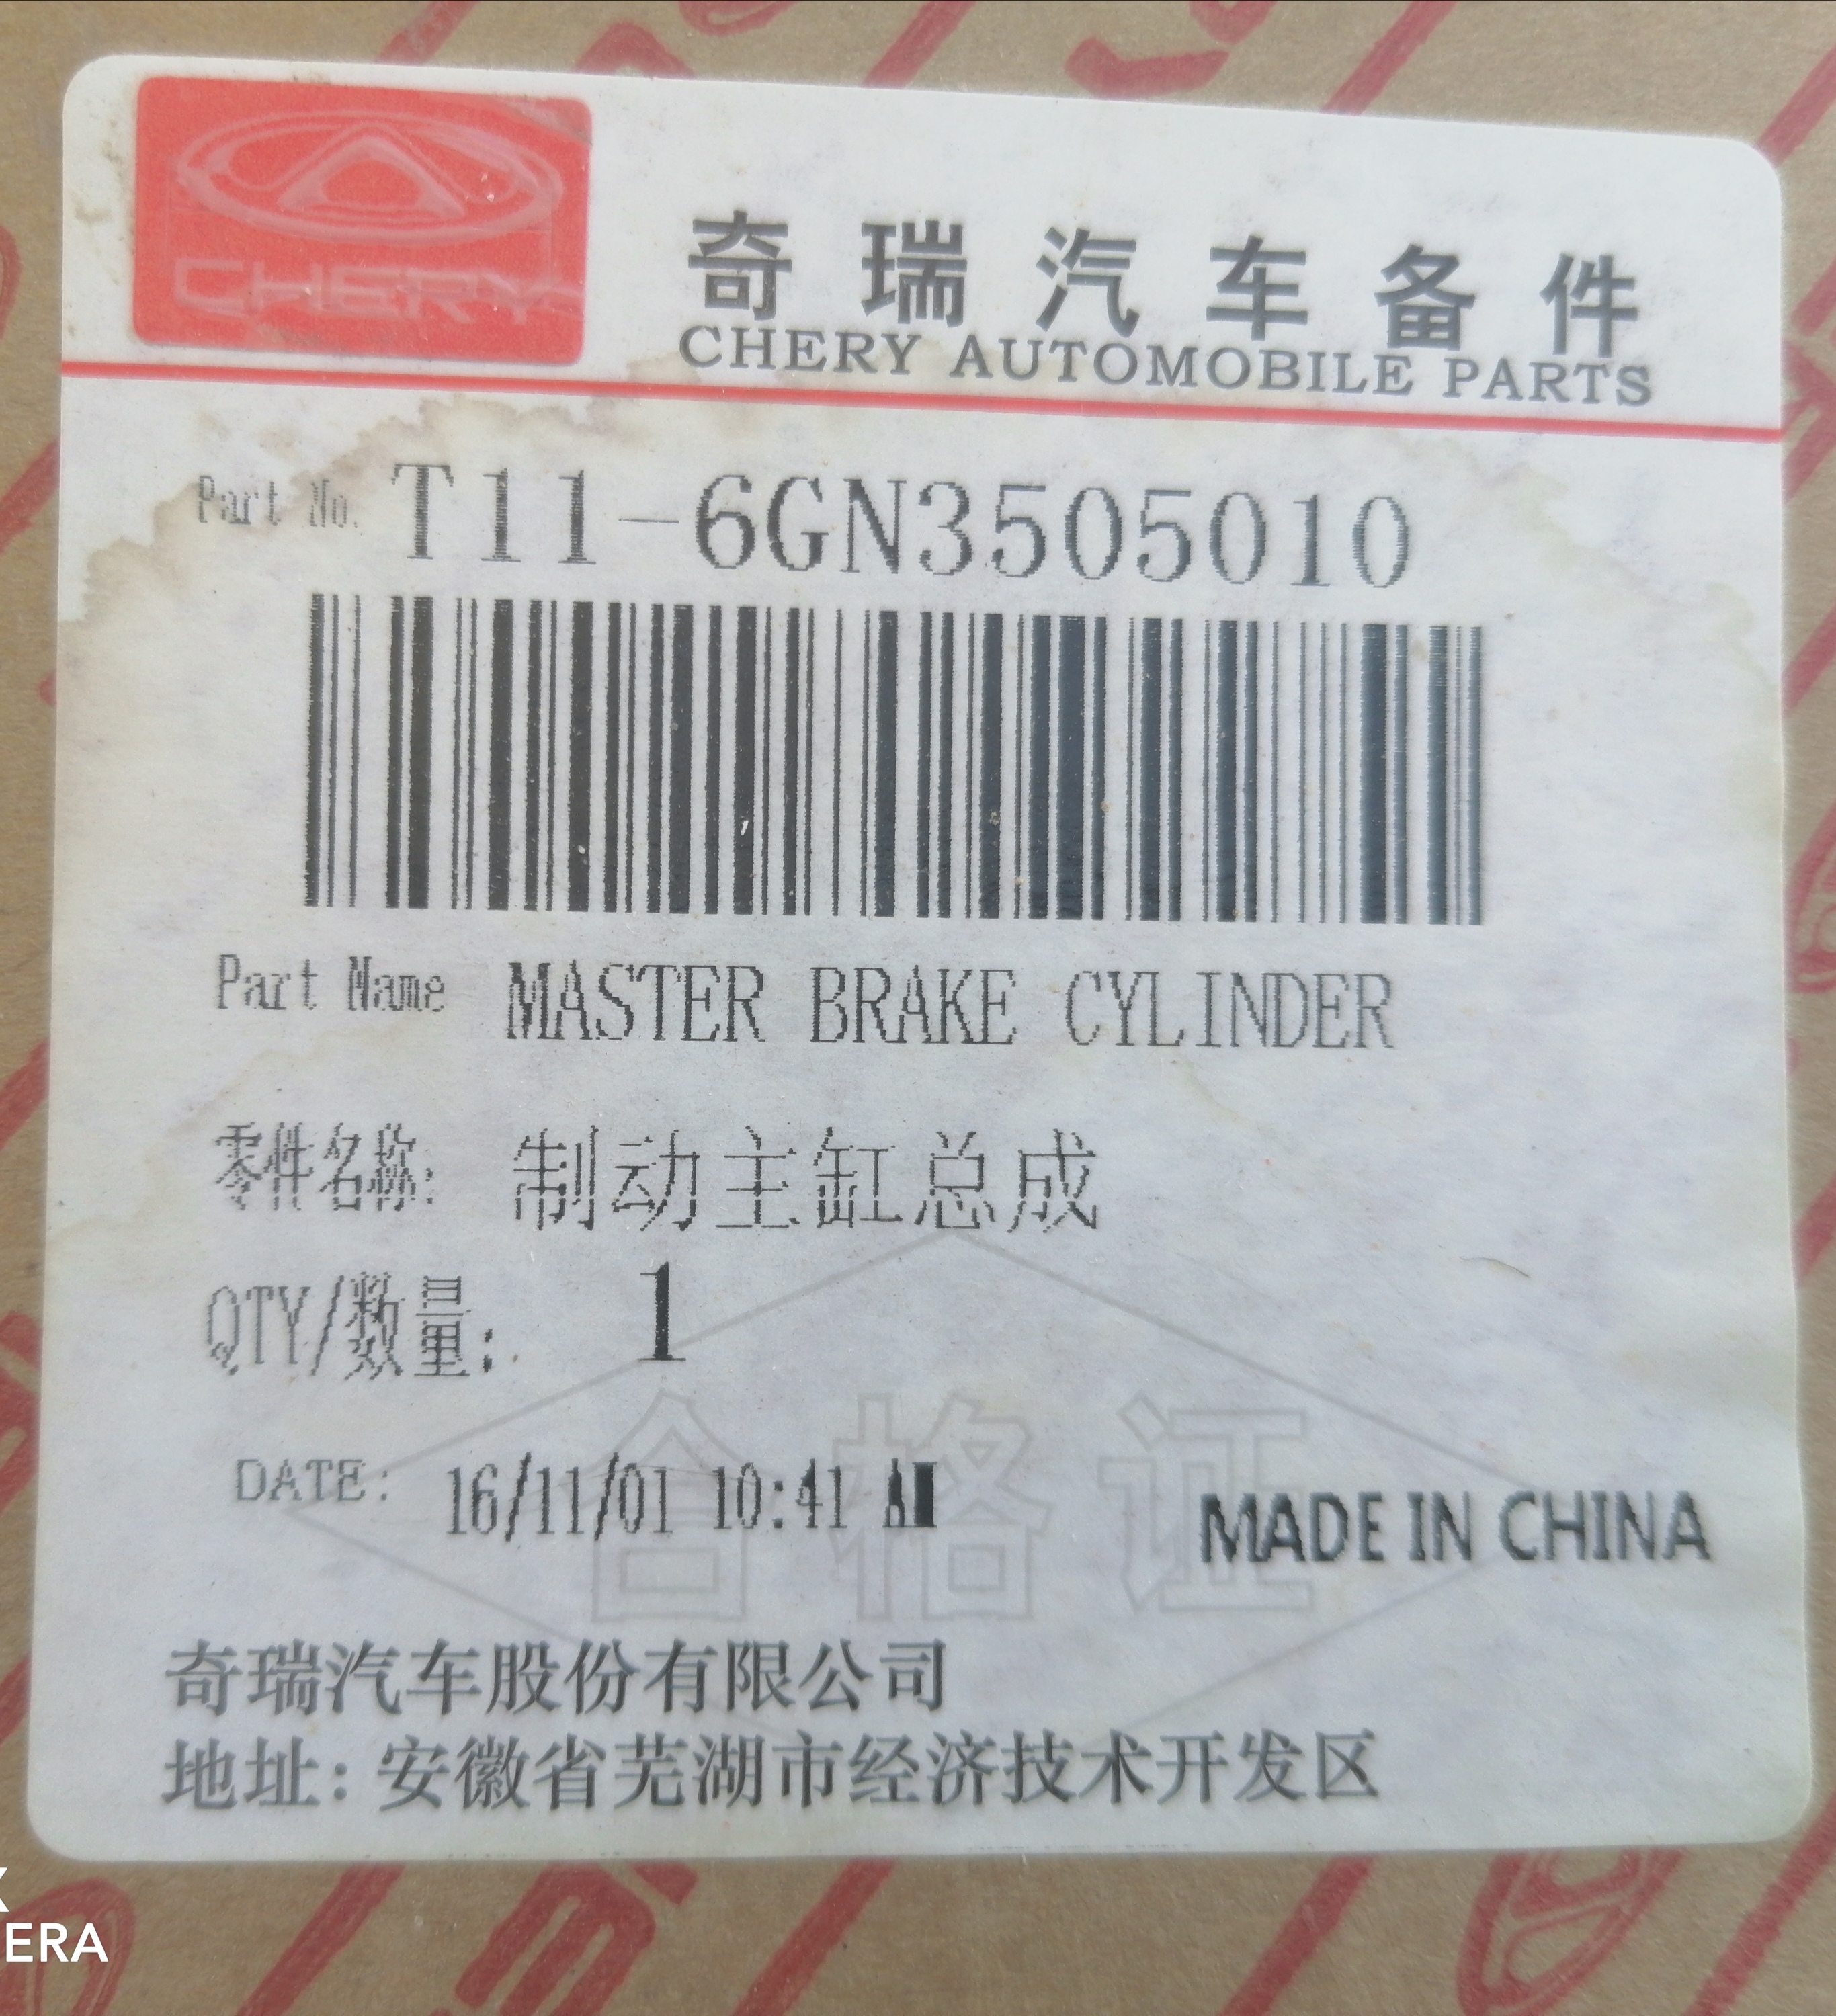 CHERY
奇瑞汽车备件
CHERY AUTOMOBILE PARTS
Part No. T11-6GN3505010
Part Name MASTER BRAKE CYLINDER
零件名称: 制动主缸总成
QTY/数量: 1
DATE: 16/11/01 10:41 AM
合格证
MADE IN CHINA
奇瑞汽车股份有限公司
地址: 安徽省芜湖市经济技术开发区
ERA